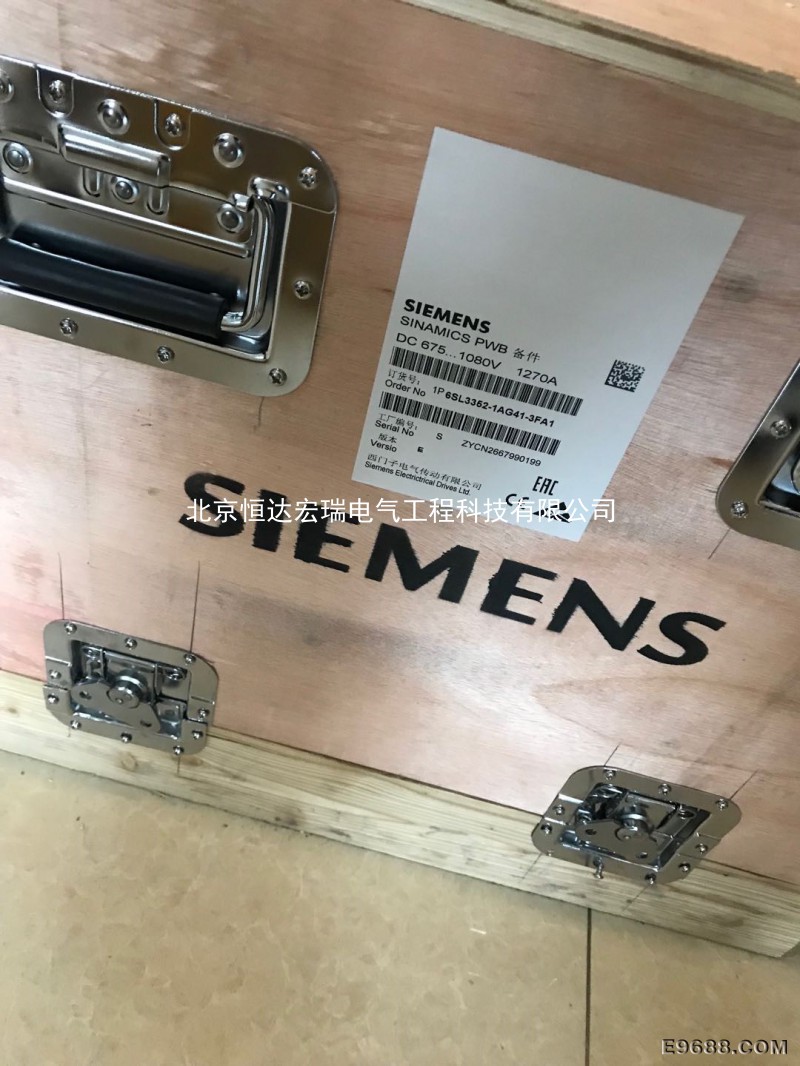 SIEMENS
SINAMICS PWB 备件
DC 675...1080V 1270A
订货号:
Order No 1P 6SL3352-1AG41-3FA1
工厂编号:
Serial No S ZYCN2667990199
版本
Versio E
西门子电气传动有限公司
Siemens Electrictrical Drives Ltd.
EAC
CE
北京恒达宏瑞电气工程科技有限公司
SIEMENS
E9688.COM